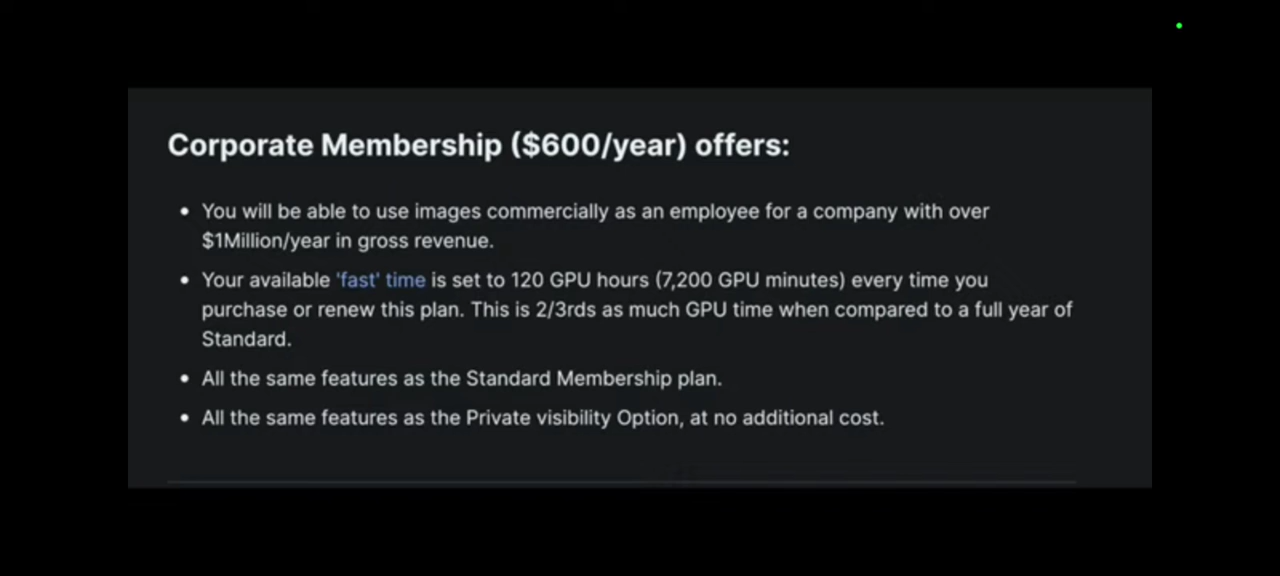 Corporate Membership ($600/year) offers:
• You will be able to use images commercially as an employee for a company with over
$1Million/year in gross revenue.
• Your available 'fast' time is set to 120 GPU hours (7,200 GPU minutes) every time you
purchase or renew this plan. This is 2/3rds as much GPU time when compared to a full year of
Standard.
• All the same features as the Standard Membership plan.
• All the same features as the Private visibility Option, at no additional cost.